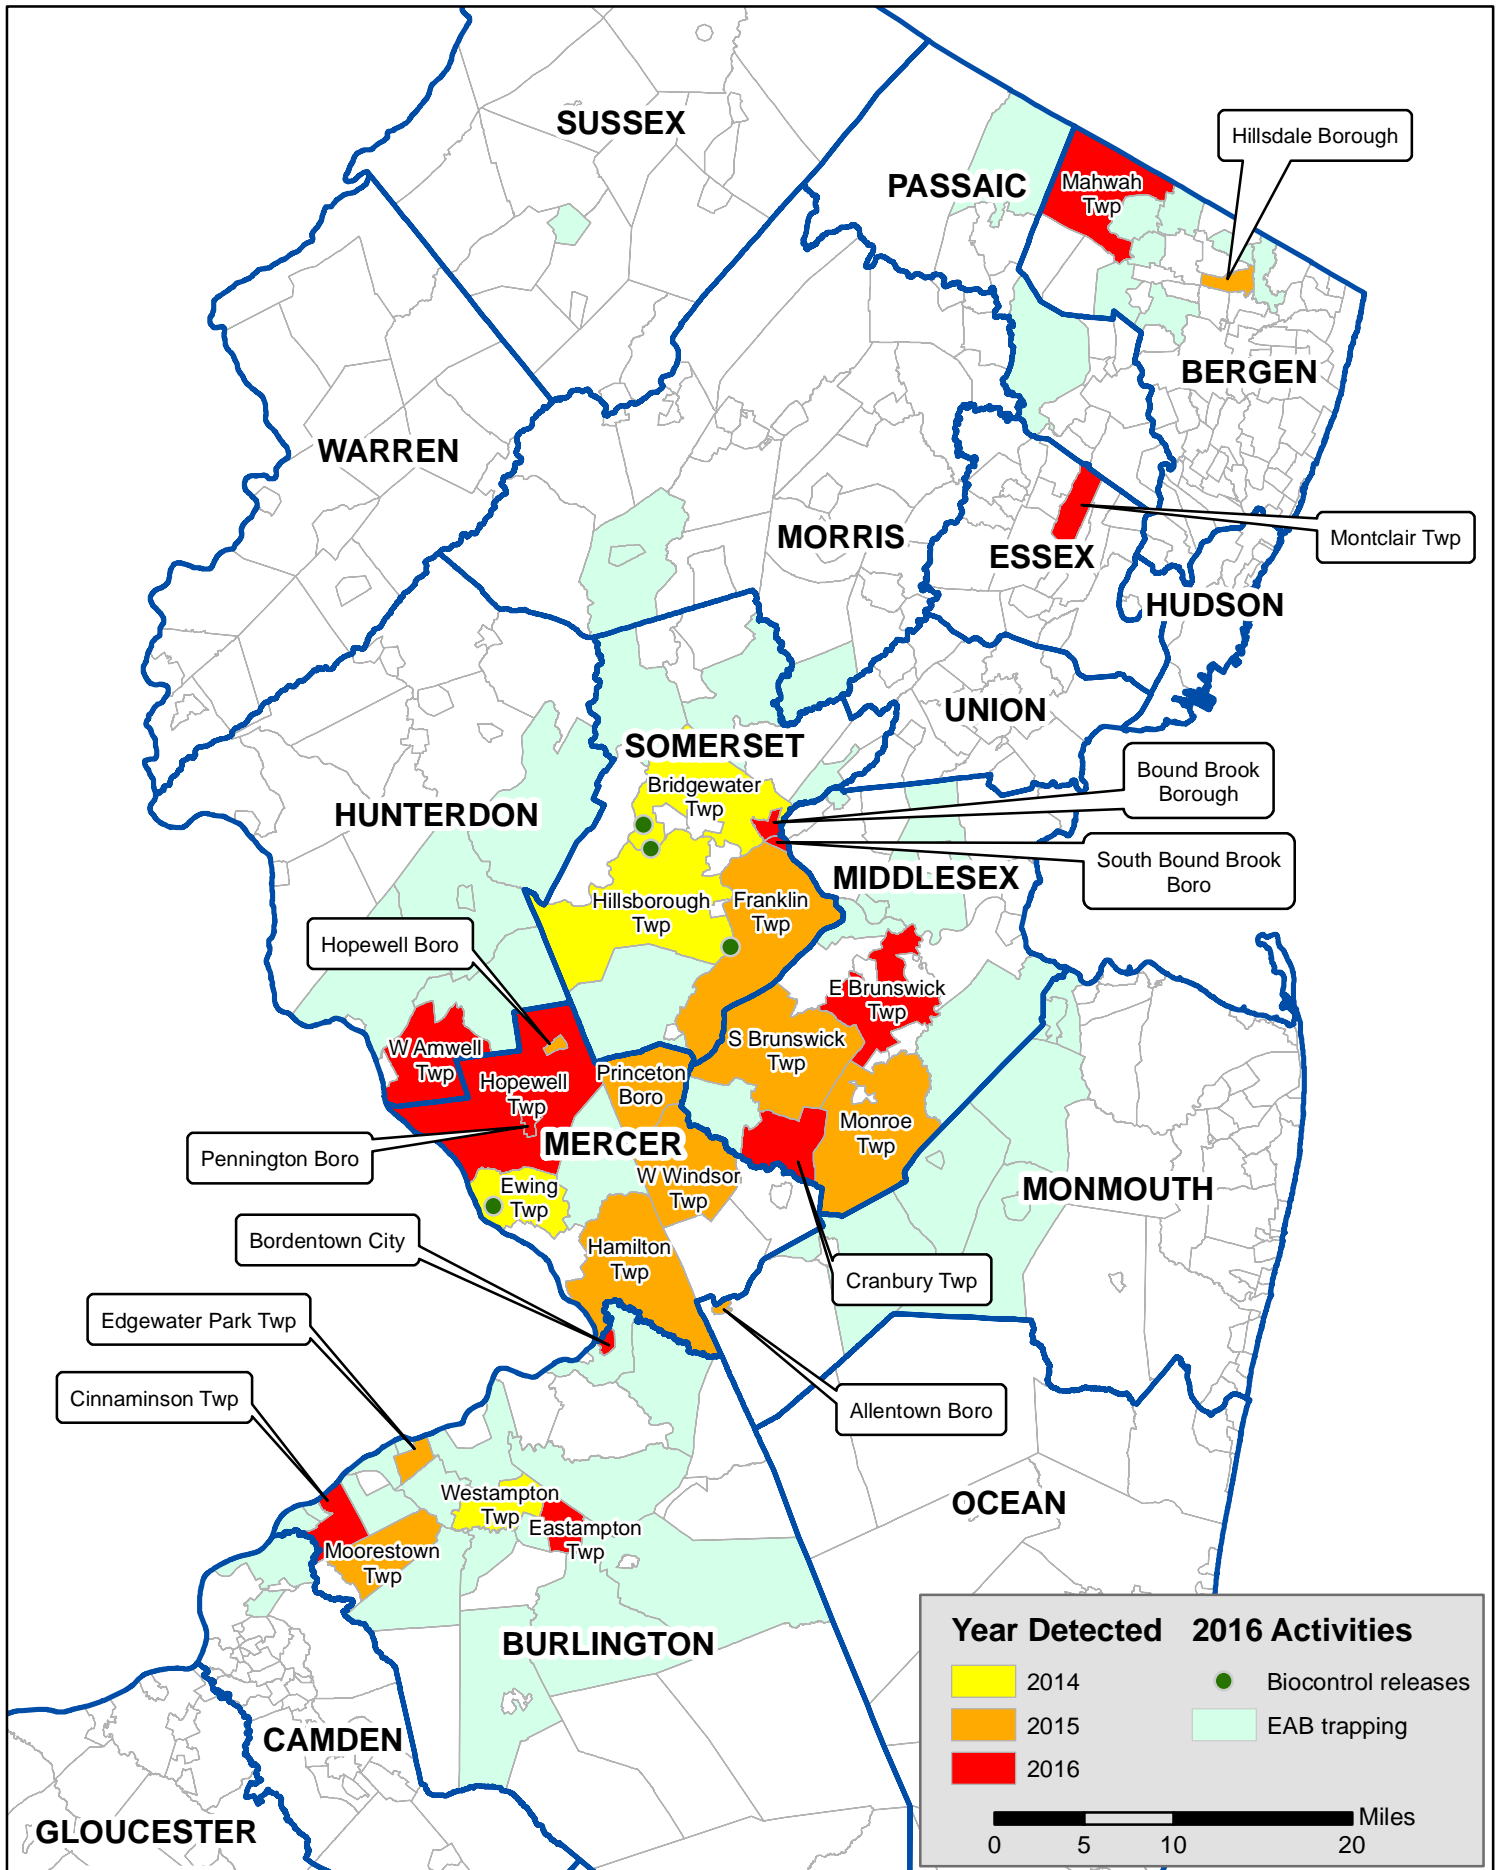 SUSSEX
PASSAIC
Mahwah
Twp
Hillsdale Borough
BERGEN
WARREN
MORRIS
ESSEX
Montclair Twp
HUDSON
UNION
SOMERSET
Bridgewater
Twp
Bound Brook
Borough
HUNTERDON
South Bound Brook
Boro
MIDDLESEX
Hillsborough
Twp
Franklin
Twp
Hopewell Boro
E Brunswick
Twp
W Amwell
Twp
S Brunswick
Twp
Hopewell
Twp
Princeton
Boro
Monroe
Twp
Pennington Boro
MERCER
W Windsor
Twp
Ewing
Twp
MONMOUTH
Bordentown City
Hamilton
Twp
Cranbury Twp
Edgewater Park Twp
Cinnaminson Twp
Allentown Boro
Westampton
Twp
Eastampton
Twp
OCEAN
Moorestown
Twp
BURLINGTON
CAMDEN
GLOUCESTER
Year Detected
2014
2015
2016
2016 Activities
Biocontrol releases
EAB trapping
Miles
0 5 10 20